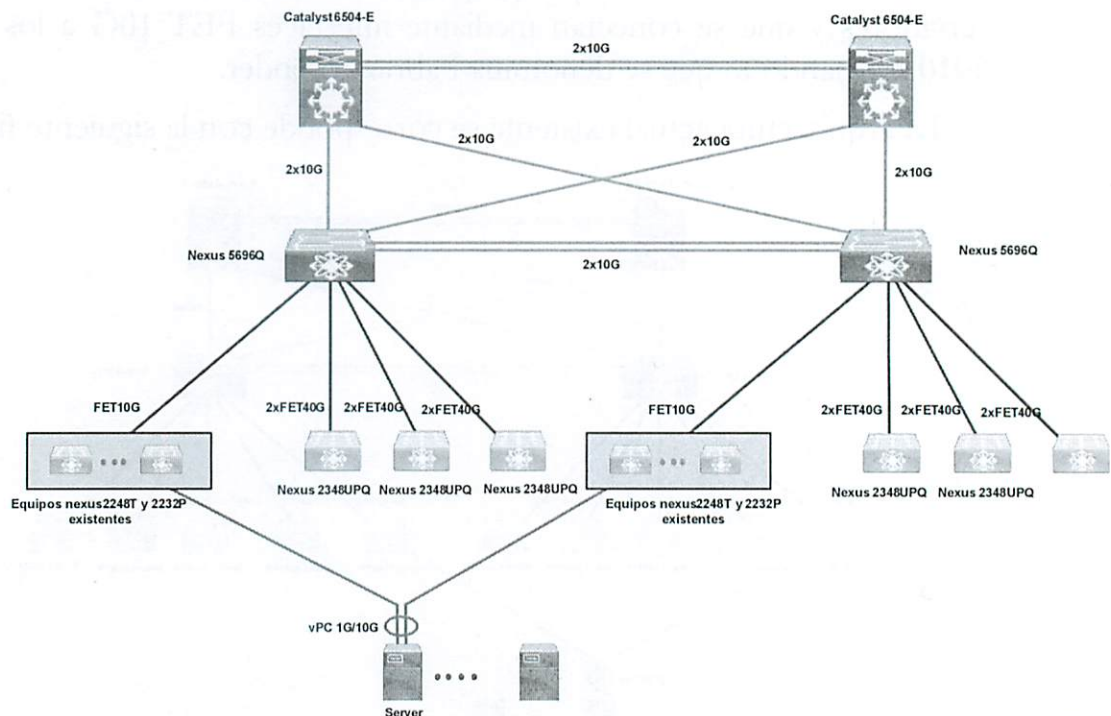 Catalyst 6504-E
Catalyst 6504-E
2x10G
2x10G
2x10G
2x10G
2x10G
Nexus 5696Q
Nexus 5696Q
2x10G
FET10G
2xFET40G
2xFET40G
2xFET40G
FET10G
2xFET40G
2xFET40G
2xFET40G
Nexus 2348UPQ
Nexus 2348UPQ
Nexus 2348UPQ
Nexus 2348UPQ
Nexus 2348UPQ
Equipos nexus2248T y 2232P
existentes
Equipos nexus2248T y 2232P
existentes
vPC 1G/10G
Server